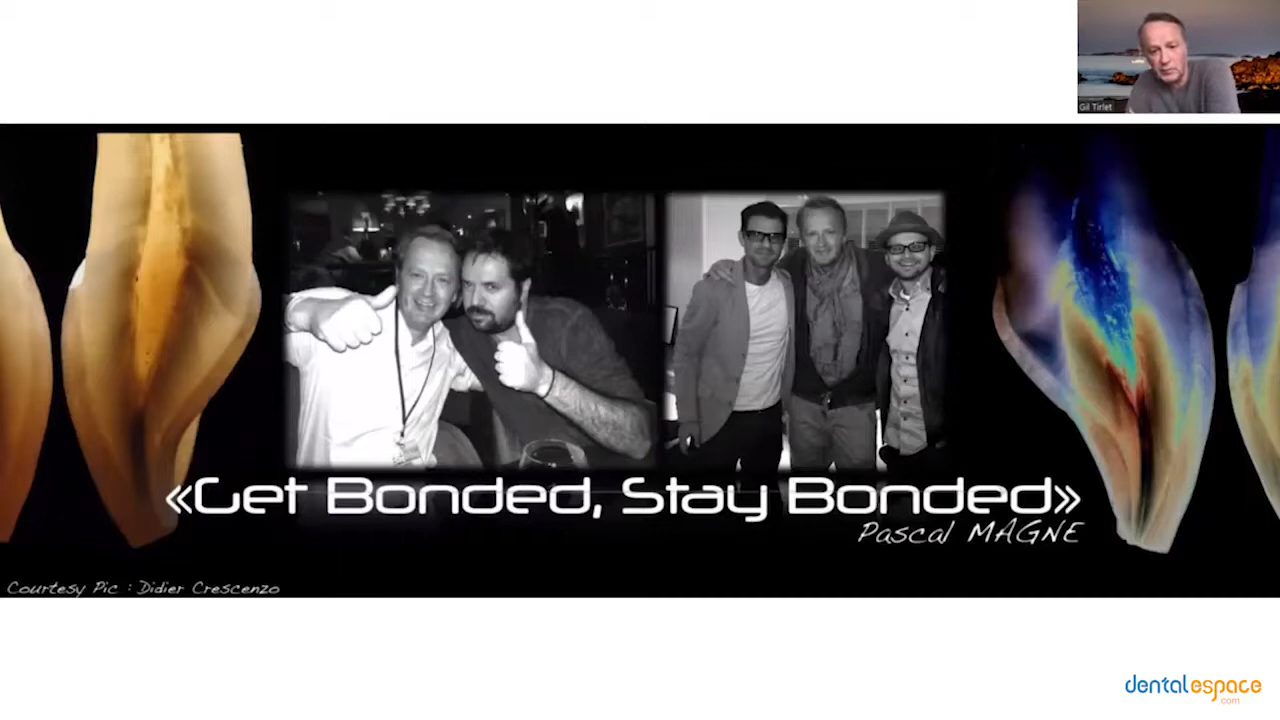 Gil Tirlet
«Get Bonded, Stay Bonded»
Pascal MAGNE
Courtesy Pic : Didier Crescenzo
dentalespace
.com